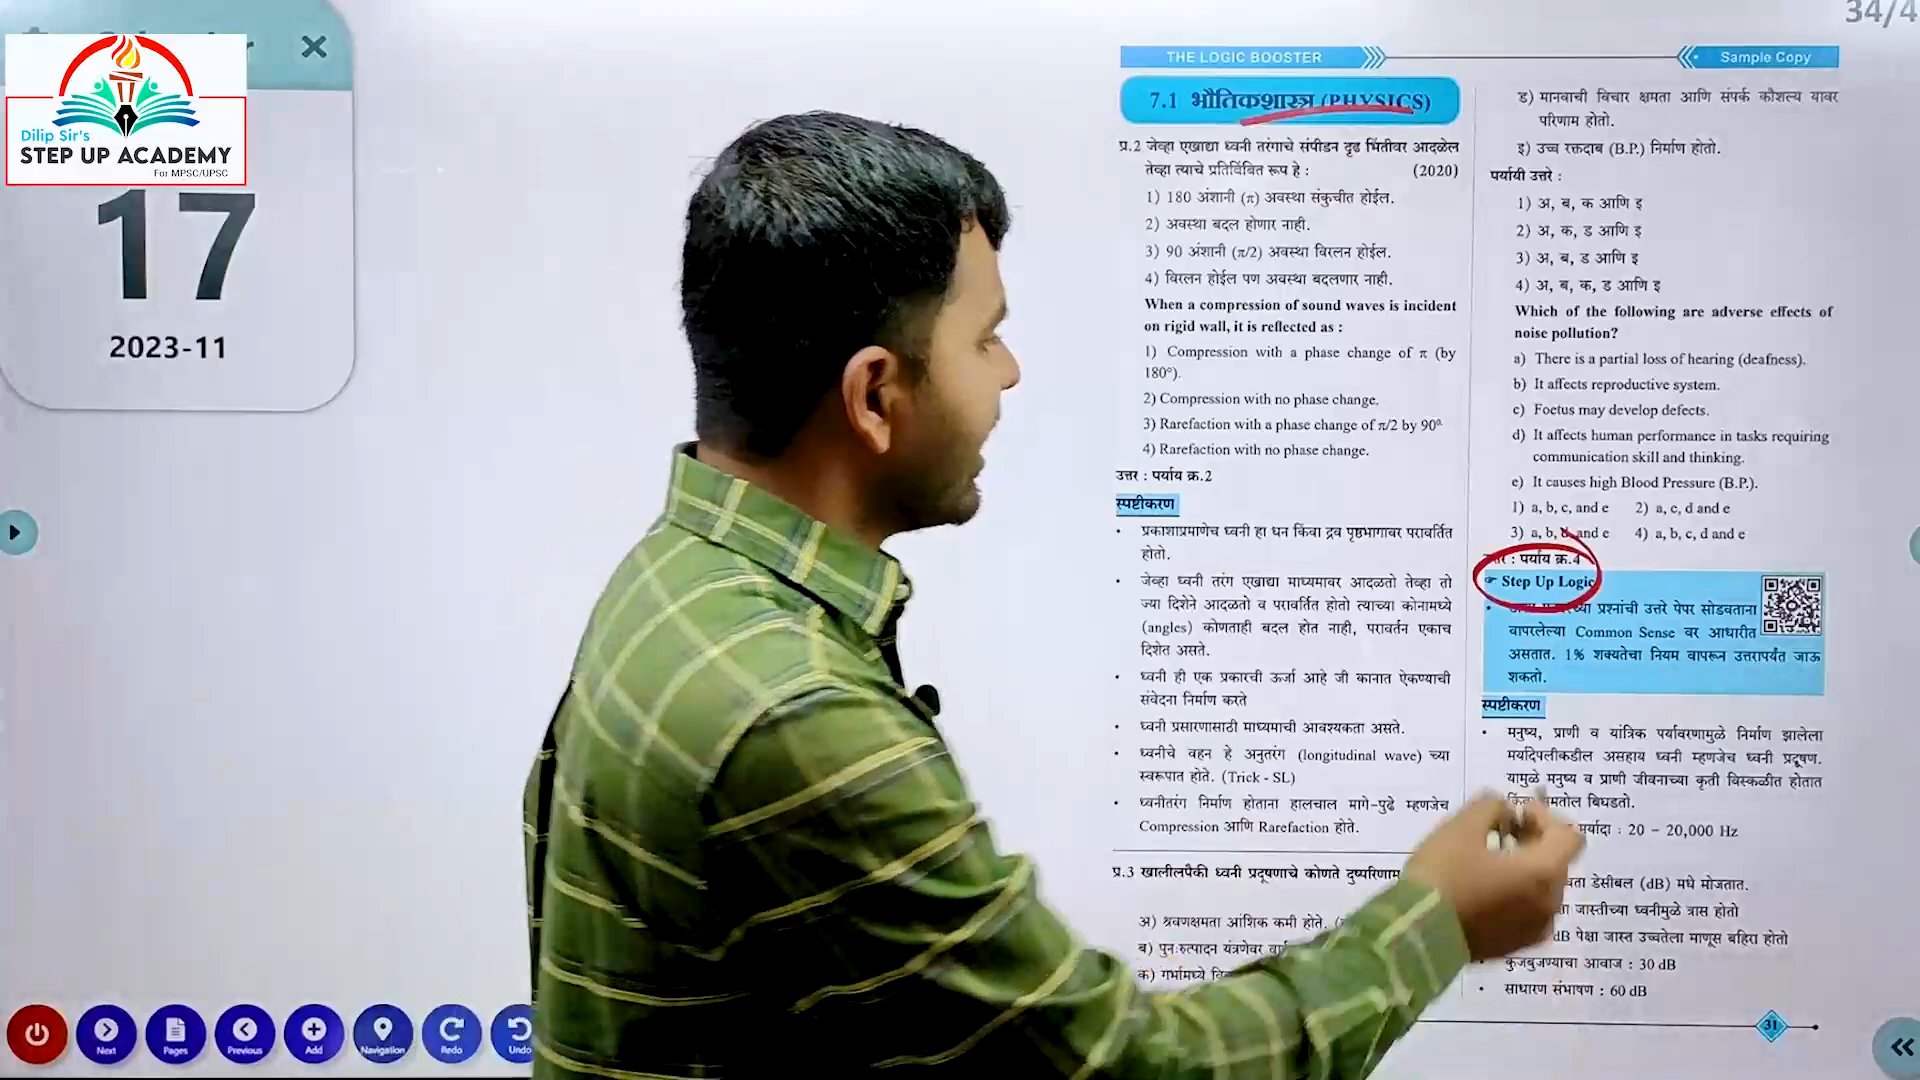 34/4
Dilip Sir's
STEP UP ACADEMY
For MPSC/UPSC
17
2023-11
THE LOGIC BOOSTER
Sample Copy
7.1 भौतिकशास्त्र (PHYSICS)
प्र.2 जेव्हा एखाद्या ध्वनी तरंगाचे संपीडन दृढ भिंतीवर आदळेल
तेव्हा त्याचे प्रतिबिंबित रूप हे : (2020)
1) 180 अंशानी (π) अवस्था संकुचीत होईल.
2) अवस्था बदल होणार नाही.
3) 90 अंशानी (π/2) अवस्था विरलन होईल.
4) विरलन होईल पण अवस्था बदलणार नाही.
When a compression of sound waves is incident
on rigid wall, it is reflected as :
1) Compression with a phase change of π (by
180°).
2) Compression with no phase change.
3) Rarefaction with a phase change of π/2 by 90°
4) Rarefaction with no phase change.
उत्तर : पर्याय क्र.2
स्पष्टीकरण
• प्रकाशाप्रमाणेच ध्वनी हा घन किंवा द्रव पृष्ठभागावर परावर्तित
होतो.
• जेव्हा ध्वनी तरंग एखाद्या माध्यमावर आदळतो तेव्हा तो
ज्या दिशेने आदळतो व परावर्तित होतो त्याच्या कोनामध्ये
(angles) कोणताही बदल होत नाही, परावर्तन एकाच
दिशेत असते.
• ध्वनी ही एक प्रकारची ऊर्जा आहे जी कानात ऐकण्याची
संवेदना निर्माण करते
• ध्वनी प्रसारणासाठी माध्यमाची आवश्यकता असते.
• ध्वनीचे वहन हे अनुतरंग (longitudinal wave) च्या
स्वरूपात होते. (Trick - SL)
• ध्वनीतरंग निर्माण होताना हालचाल मागे-पुढे म्हणजेच
Compression आणि Rarefaction होते.
प्र.3 खालीलपैकी ध्वनी प्रदूषणाचे कोणते दुष्परिणाम
अ) श्रवणक्षमता आंशिक कमी होते.
ब) पुनःरुत्पादन यंत्रणेवर
क) गर्भामध्ये
ड) मानवाची विचार क्षमता आणि संपर्क कौशल्य यावर
परिणाम होतो.
इ) उच्च रक्तदाब (B.P.) निर्माण होतो.
पर्यायी उत्तरे :
1) अ, ब, क आणि इ
2) अ, क, ड आणि इ
3) अ, ब, ड आणि इ
4) अ, ब, क, ड आणि इ
Which of the following are adverse effects of
noise pollution?
a) There is a partial loss of hearing (deafness).
b) It affects reproductive system.
c) Foetus may develop defects.
d) It affects human performance in tasks requiring
communication skill and thinking.
e) It causes high Blood Pressure (B.P.).
1) a, b, c, and e 2) a, c, d and e
3) a, b, d and e 4) a, b, c, d and e
: पर्याय क्र.4
Step Up Logic
प्रश्नांची उत्तरे पेपर सोडवताना
वापरलेल्या Common Sense वर आधारीत
असतात. 1% शक्यतेचा नियम वापरून उत्तरापर्यंत जाऊ
शकतो.
स्पष्टीकरण
• मनुष्य, प्राणी व यांत्रिक पर्यावरणामुळे निर्माण झालेला
मर्यादेपलीकडील असहाय ध्वनी म्हणजेच ध्वनी प्रदूषण.
यामुळे मनुष्य व प्राणी जीवनाच्या कृती विस्कळीत होतात
बिघडतो.
मर्यादा : 20 – 20,000 Hz
डेसीबल (dB) मधे मोजतात.
जास्तीच्या ध्वनीमुळे त्रास होतो
dB पेक्षा जास्त उच्चतेला माणूस बहिरा होतो
कुजबुजण्याचा आवाज : 30 dB
• साधारण संभाषण : 60 dB
31
Next
Pages
Previous
Add
Navigation
Redo
Undo